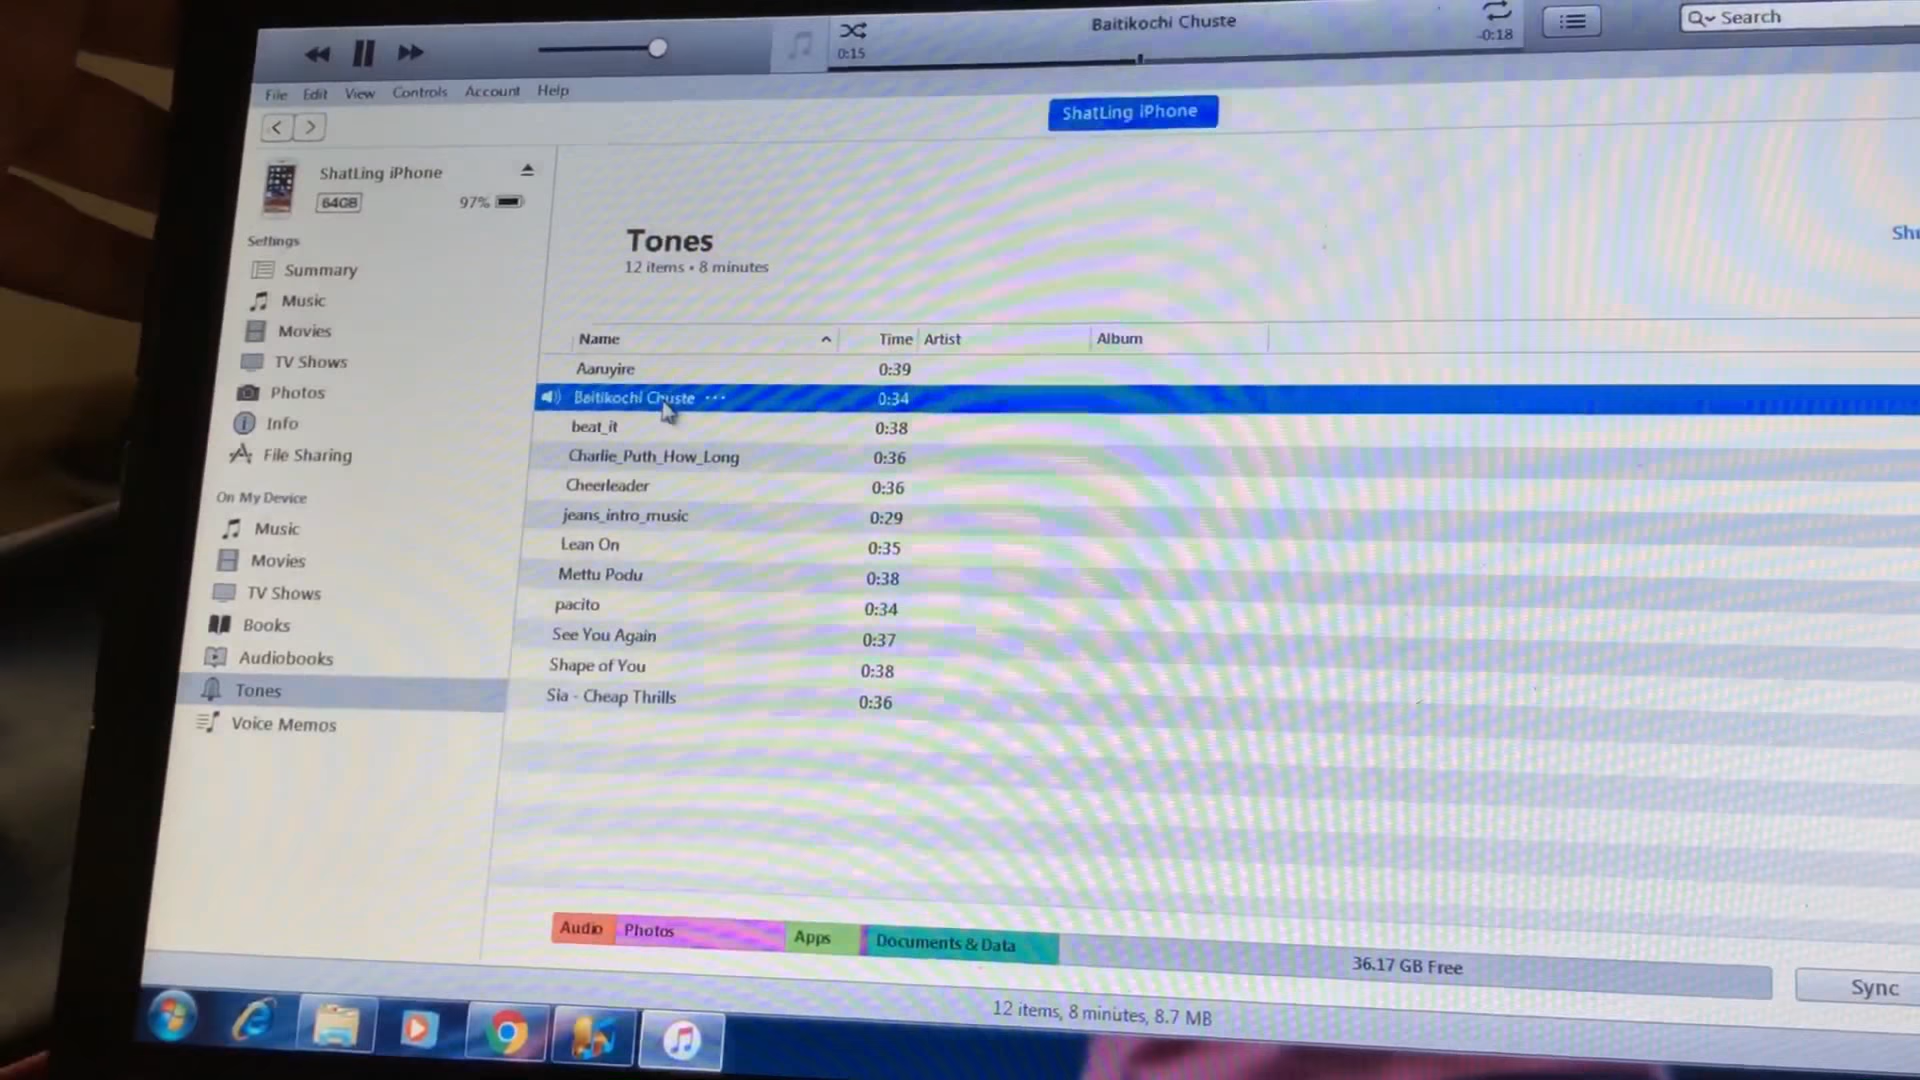 Baitikochi Chuste
0:15
-0:18
Search
File Edit View Controls Account Help
ShatLing iPhone
ShatLing iPhone
64GB
97%
Settings
Summary
Music
Movies
TV Shows
Photos
Info
File Sharing
On My Device
Music
Movies
TV Shows
Books
Audiobooks
Tones
Voice Memos
Tones
12 items • 8 minutes
Name Time Artist Album
Aaruyire 0:39
Baitikochi Chuste ... 0:34
beat_it 0:38
Charlie_Puth_How_Long 0:36
Cheerleader 0:36
jeans_intro_music 0:29
Lean On 0:35
Mettu Podu 0:38
pacito 0:34
See You Again 0:37
Shape of You 0:38
Sia - Cheap Thrills 0:36
Audio Photos Apps Documents & Data 36.17 GB Free
Sync
12 items, 8 minutes, 8.7 MB